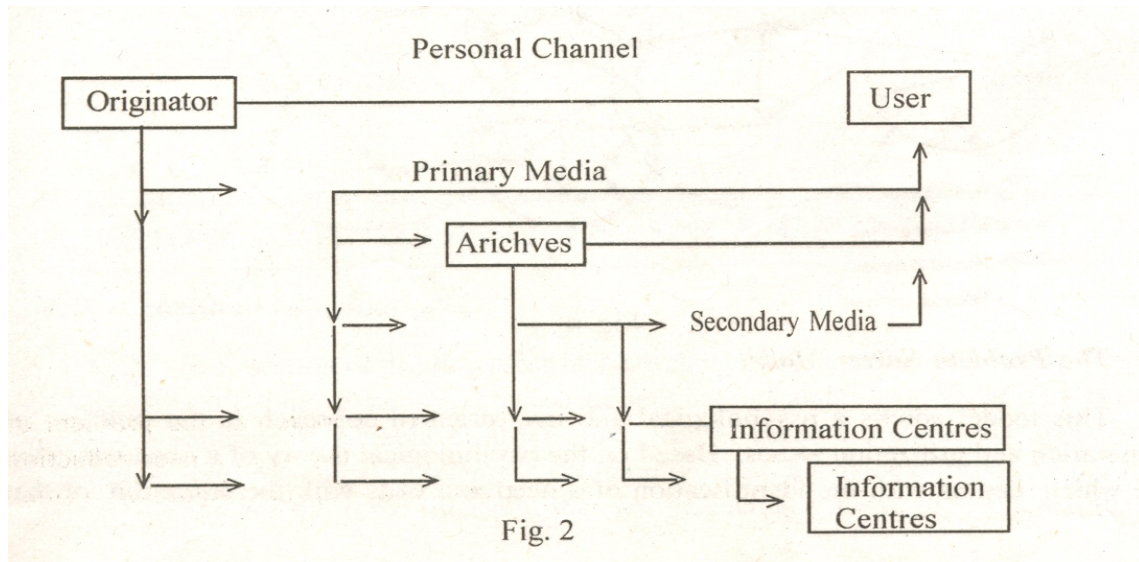 Personal Channel
Originator
User
Primary Media
Arichves
Secondary Media
Information Centres
Information
Centres
Fig. 2